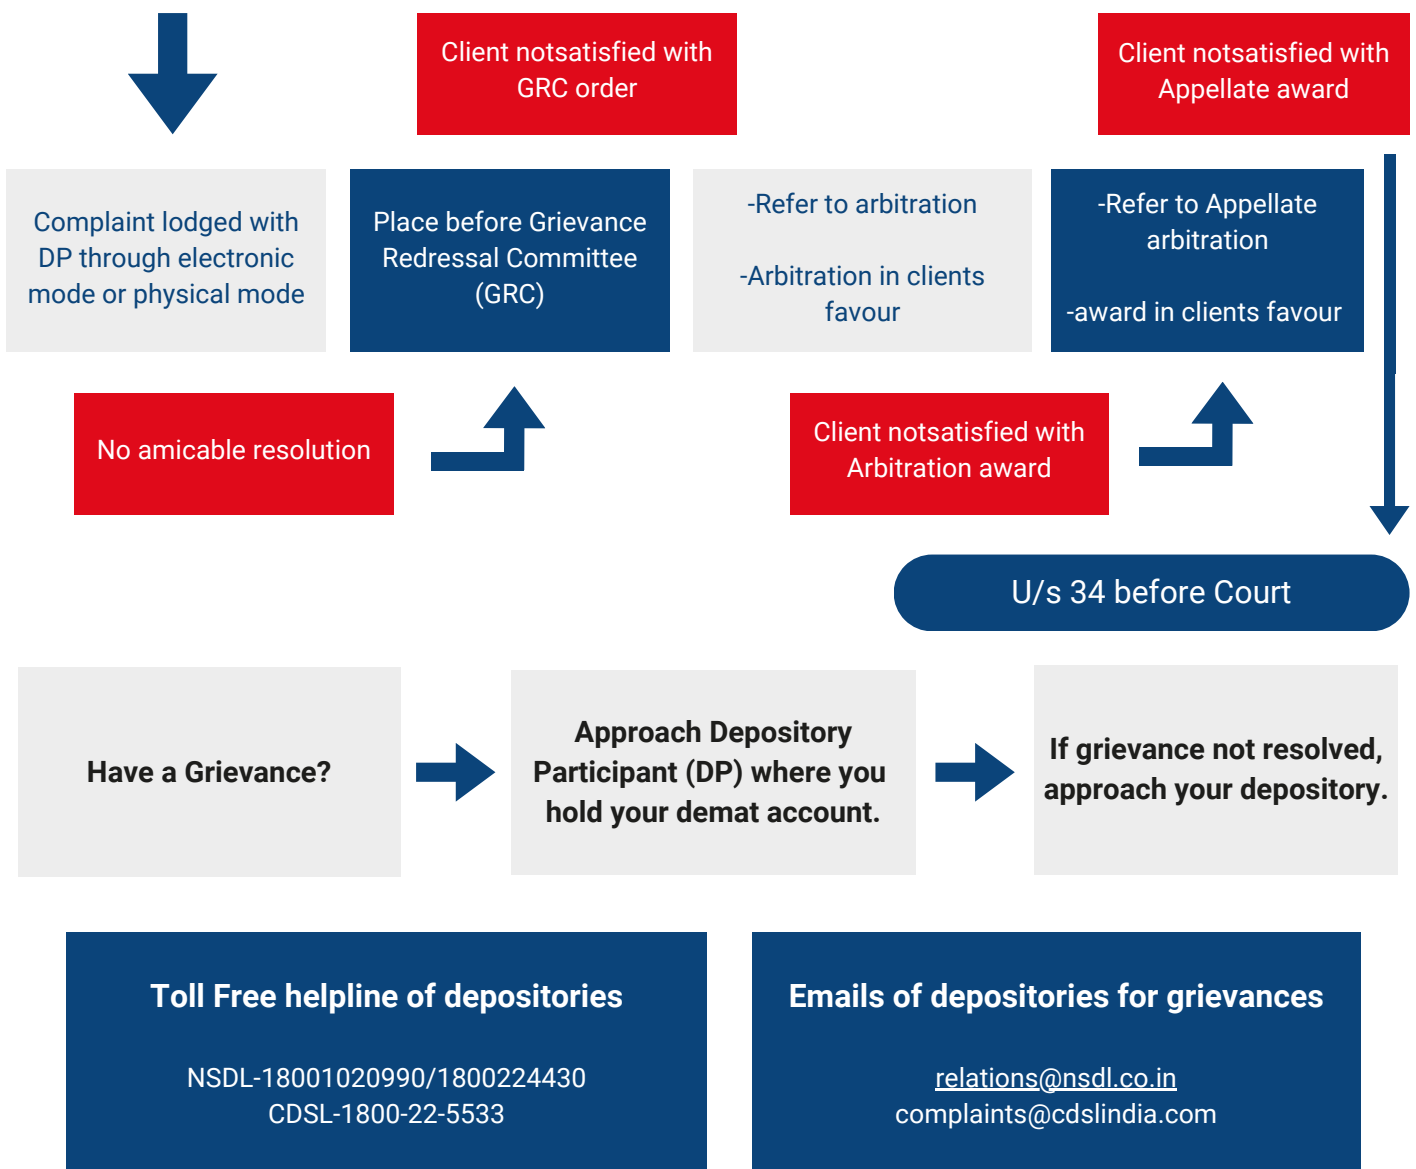 Client notsatisfied with
GRC order
Client notsatisfied with
Appellate award
Complaint lodged with
DP through electronic
mode or physical mode
Place before Grievance
Redressal Committee
(GRC)
-Refer to arbitration
-Arbitration in clients
favour
-Refer to Appellate
arbitration
-award in clients favour
No amicable resolution
Client notsatisfied with
Arbitration award
U/s 34 before Court
Have a Grievance?
Approach Depository
Participant (DP) where you
hold your demat account.
If grievance not resolved,
approach your depository.
Toll Free helpline of depositories
NSDL-18001020990/1800224430
CDSL-1800-22-5533
Emails of depositories for grievances
relations@nsdl.co.in
complaints@cdslindia.com